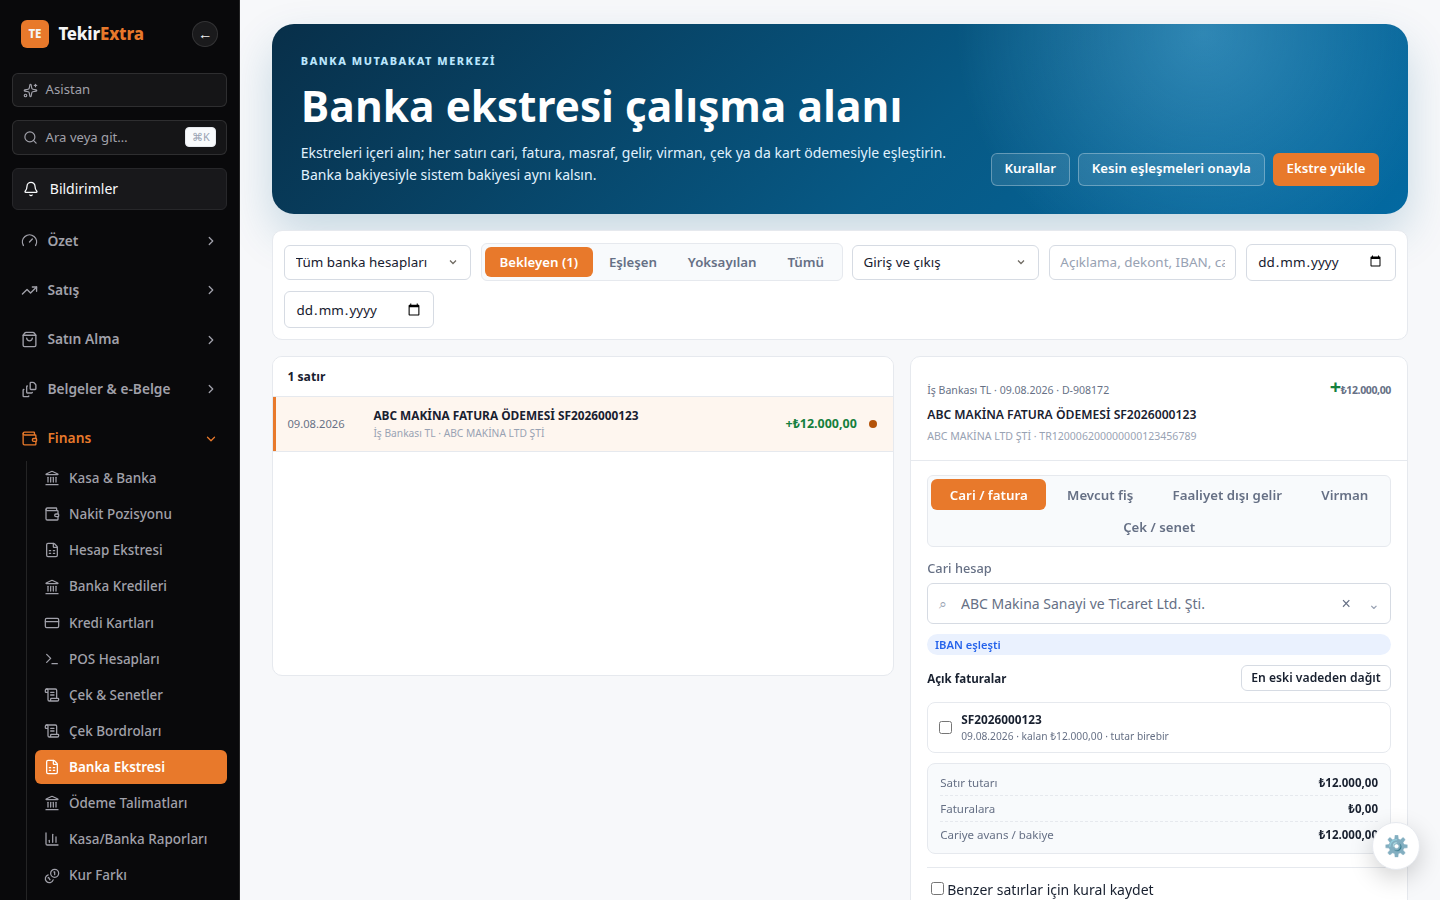 TE
TekirExtra
←
Asistan
Ara veya git...
⌘K
Bildirimler
Özet
Satış
Satın Alma
Belgeler & e-Belge
Finans
Kasa & Banka
Nakit Pozisyonu
Hesap Ekstresi
Banka Kredileri
Kredi Kartları
POS Hesapları
Çek & Senetler
Çek Bordroları
Banka Ekstresi
Ödeme Talimatları
Kasa/Banka Raporları
Kur Farkı
BANKA MUTABAKAT MERKEZİ
Banka ekstresi çalışma alanı
Ekstreleri içeri alın; her satırı cari, fatura, masraf, gelir, virman, çek ya da kart ödemesiyle eşleştirin.
Banka bakiyesiyle sistem bakiyesi aynı kalsın.
Kurallar
Kesin eşleşmeleri onayla
Ekstre yükle
Tüm banka hesapları
Bekleyen (1)
Eşleşen
Yoksayılan
Tümü
Giriş ve çıkış
Açıklama, dekont, IBAN, ca
dd.mm.yyyy
dd.mm.yyyy
1 satır
09.08.2026
ABC MAKİNA FATURA ÖDEMESİ SF2026000123
İş Bankası TL · ABC MAKİNA LTD ŞTİ
+₺12.000,00
İş Bankası TL · 09.08.2026 · D-908172
+₺12.000,00
ABC MAKİNA FATURA ÖDEMESİ SF2026000123
ABC MAKİNA LTD ŞTİ · TR120006200000000123456789
Cari / fatura
Mevcut fiş
Faaliyet dışı gelir
Virman
Çek / senet
Cari hesap
ABC Makina Sanayi ve Ticaret Ltd. Şti.
×
IBAN eşleşti
Açık faturalar
En eski vadeden dağıt
SF2026000123
09.08.2026 · kalan ₺12.000,00 · tutar birebir
Satır tutarı
₺12.000,00
Faturalara
₺0,00
Cariye avans / bakiye
₺12.000,00
Benzer satırlar için kural kaydet